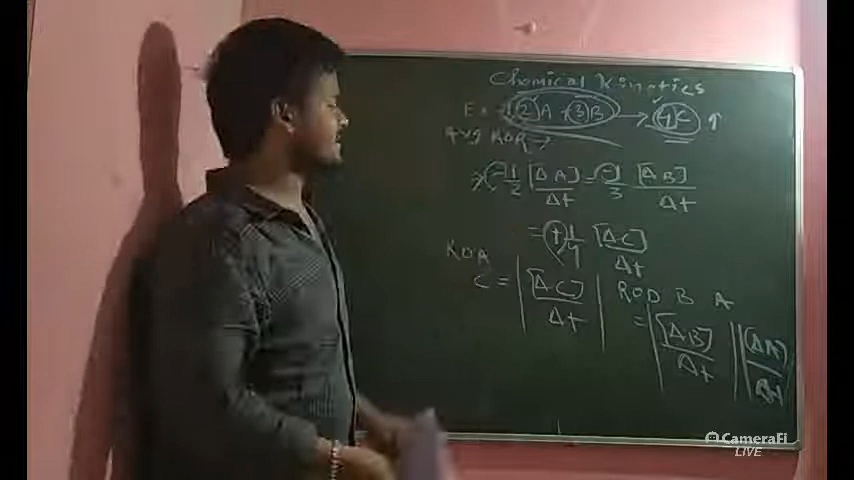 Chemical Kinetics
2A + 3B → 4C ↑
Avg ROR →
⇒ (-) 1/2 [ΔA]/Δt = (-) 1/3 [ΔB]/Δt
= (+) 1/4 [ΔC]/Δt
ROA
C = |[ΔC]/Δt|
ROD B A
= |[ΔB]/Δt| |[ΔA]/Δt|
CameraFi
LIVE